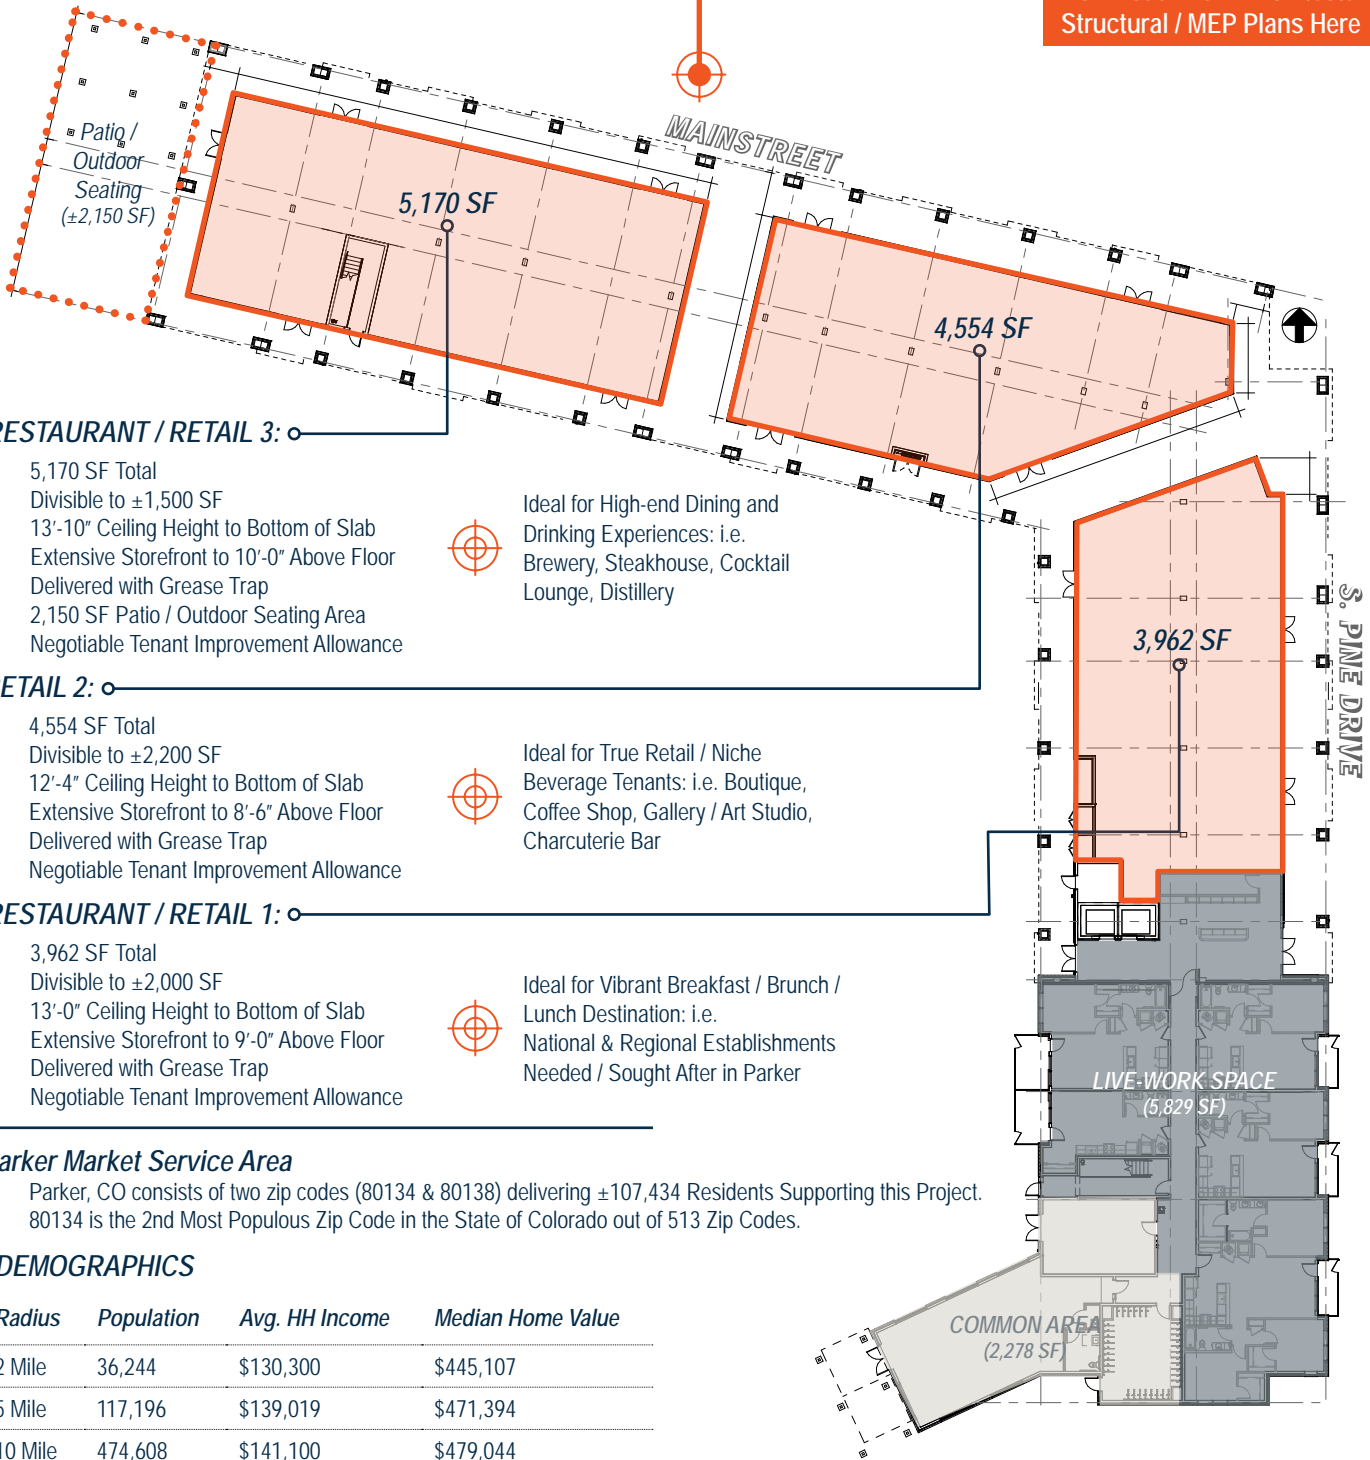 Structural / MEP Plans Here
MAINSTREET
Patio /
Outdoor
Seating
(±2,150 SF)
5,170 SF
4,554 SF
3,962 SF
S. PINE DRIVE
RESTAURANT / RETAIL 3:
5,170 SF Total
Divisible to ±1,500 SF
13'-10" Ceiling Height to Bottom of Slab
Extensive Storefront to 10'-0" Above Floor
Delivered with Grease Trap
2,150 SF Patio / Outdoor Seating Area
Negotiable Tenant Improvement Allowance
Ideal for High-end Dining and
Drinking Experiences: i.e.
Brewery, Steakhouse, Cocktail
Lounge, Distillery
ETAIL 2:
4,554 SF Total
Divisible to ±2,200 SF
12'-4" Ceiling Height to Bottom of Slab
Extensive Storefront to 8'-6" Above Floor
Delivered with Grease Trap
Negotiable Tenant Improvement Allowance
Ideal for True Retail / Niche
Beverage Tenants: i.e. Boutique,
Coffee Shop, Gallery / Art Studio,
Charcuterie Bar
RESTAURANT / RETAIL 1:
3,962 SF Total
Divisible to ±2,000 SF
13'-0" Ceiling Height to Bottom of Slab
Extensive Storefront to 9'-0" Above Floor
Delivered with Grease Trap
Negotiable Tenant Improvement Allowance
Ideal for Vibrant Breakfast / Brunch /
Lunch Destination: i.e.
National & Regional Establishments
Needed / Sought After in Parker
LIVE-WORK SPACE
(5,829 SF)
COMMON AREA
(2,278 SF)
arker Market Service Area
Parker, CO consists of two zip codes (80134 & 80138) delivering ±107,434 Residents Supporting this Project.
80134 is the 2nd Most Populous Zip Code in the State of Colorado out of 513 Zip Codes.
DEMOGRAPHICS
Radius Population Avg. HH Income Median Home Value
2 Mile 36,244 $130,300 $445,107
5 Mile 117,196 $139,019 $471,394
10 Mile 474,608 $141,100 $479,044